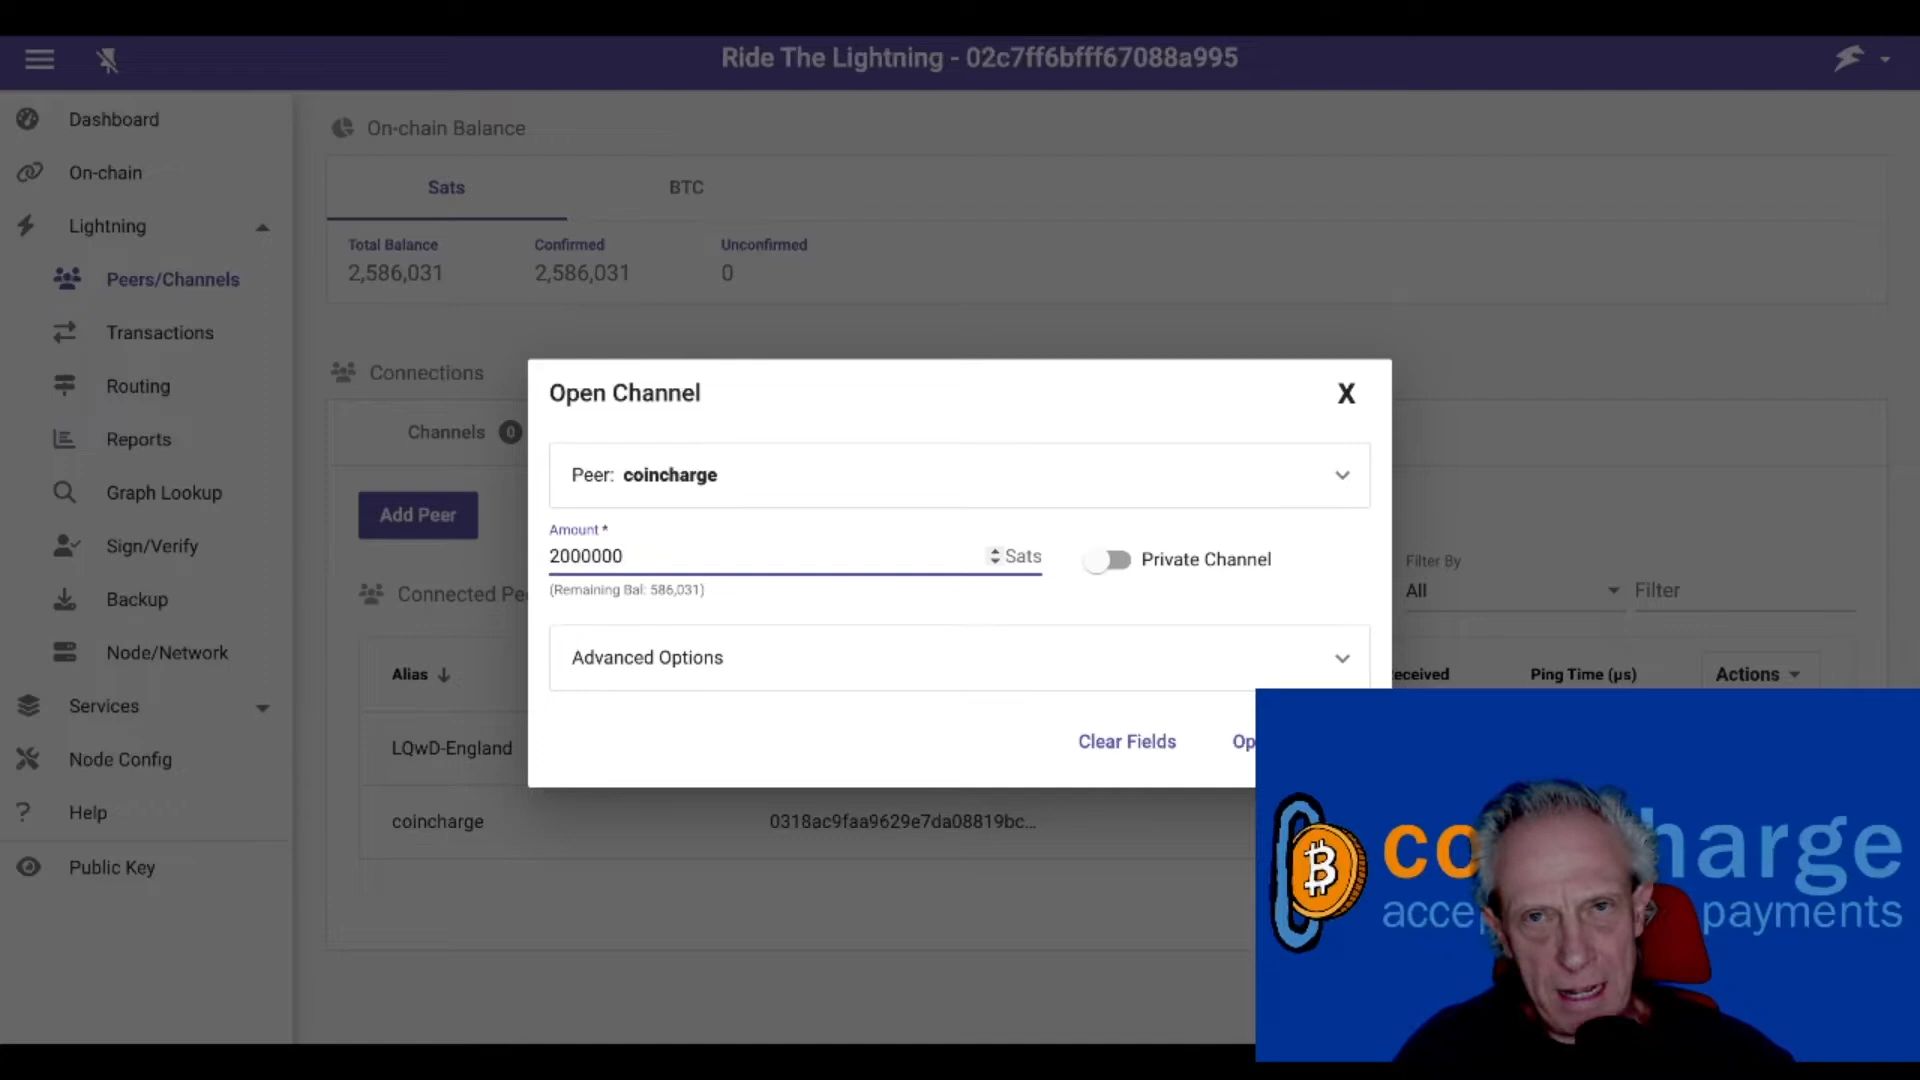 Ride The Lightning - 02c7ff6bfff67088a995
Dashboard
On-chain
Lightning
Peers/Channels
Transactions
Routing
Reports
Graph Lookup
Sign/Verify
Backup
Node/Network
Services
Node Config
? Help
Public Key
On-chain Balance
Sats BTC
Total Balance Confirmed Unconfirmed
2,586,031 2,586,031 0
Connections
Channels 0
Add Peer
Connected Pe
Filter By
All Filter
Alias eceived Ping Time (µs) Actions
LQwD-England
coincharge 0318ac9faa9629e7da08819bc...
Open Channel X
Peer: coincharge
Amount *
2000000 Sats Private Channel
(Remaining Bal: 586,031)
Advanced Options
Clear Fields Op
co harge
acce payments